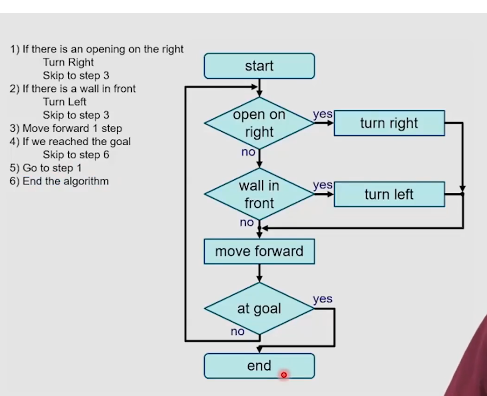 1) If there is an opening on the right
Turn Right
Skip to step 3
2) If there is a wall in front
Turn Left
Skip to step 3
3) Move forward 1 step
4) If we reached the goal
Skip to step 6
5) Go to step 1
6) End the algorithm
start
open on
right
yes
turn right
no
wall in
front
yes
turn left
no
move forward
at goal
yes
no
end